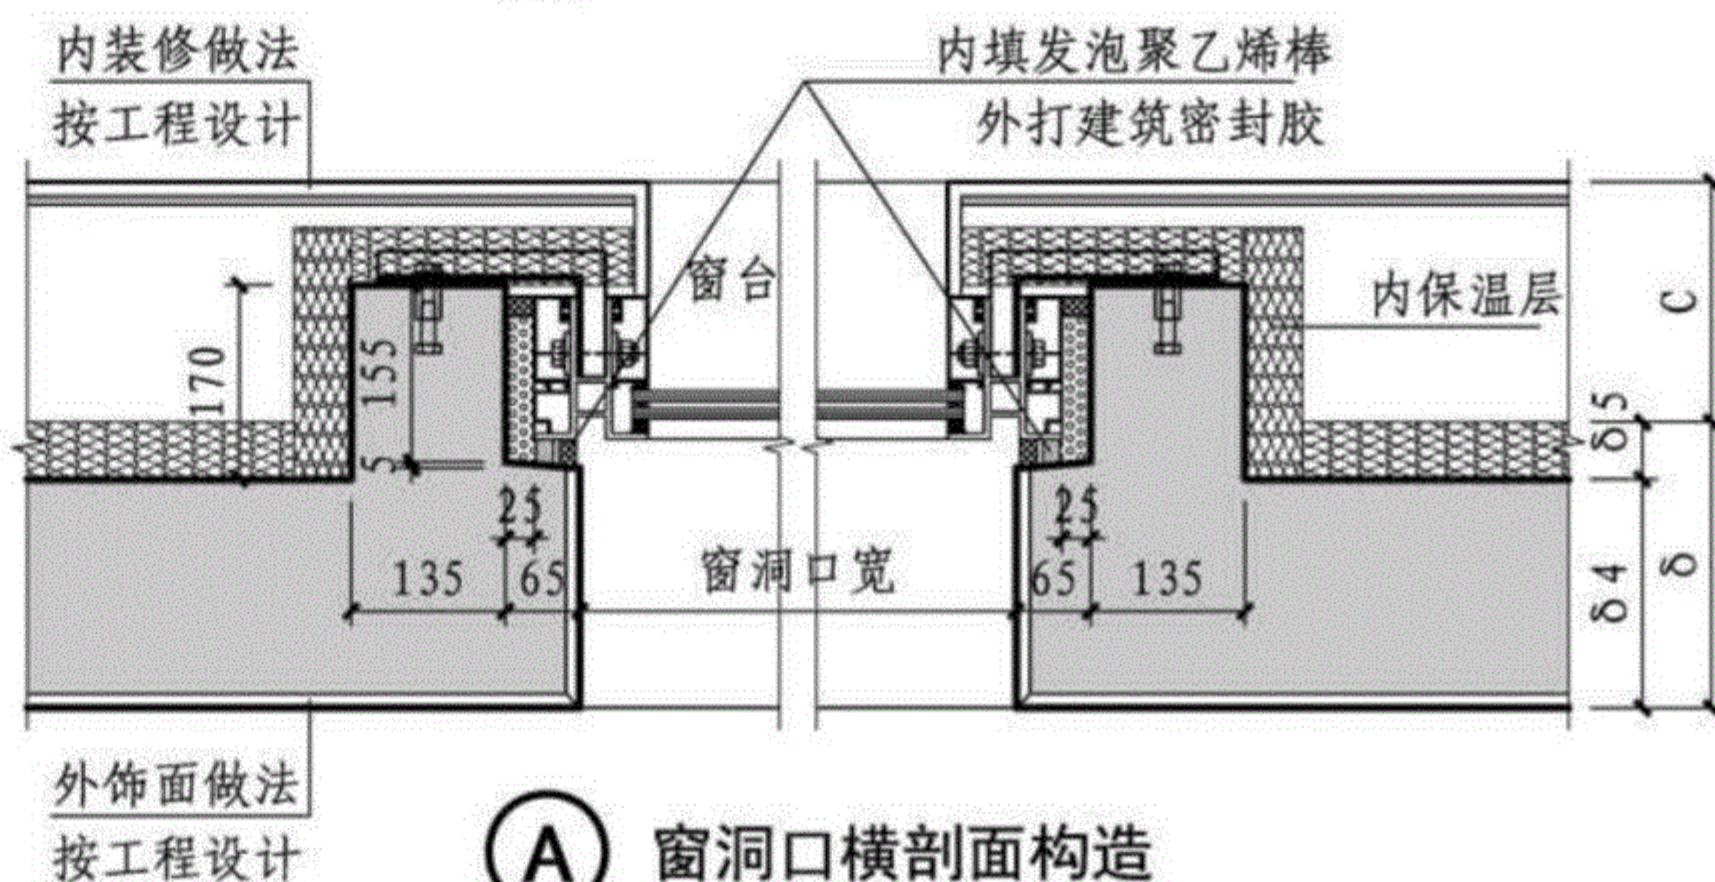 内装修做法
按工程设计
内填发泡聚乙烯棒
外打建筑密封胶
窗台
内保温层
C
170
155
5
δ5
25
25
窗洞口宽
135
65
65
135
δ4
δ
外饰面做法
按工程设计
A 窗洞口横剖面构造